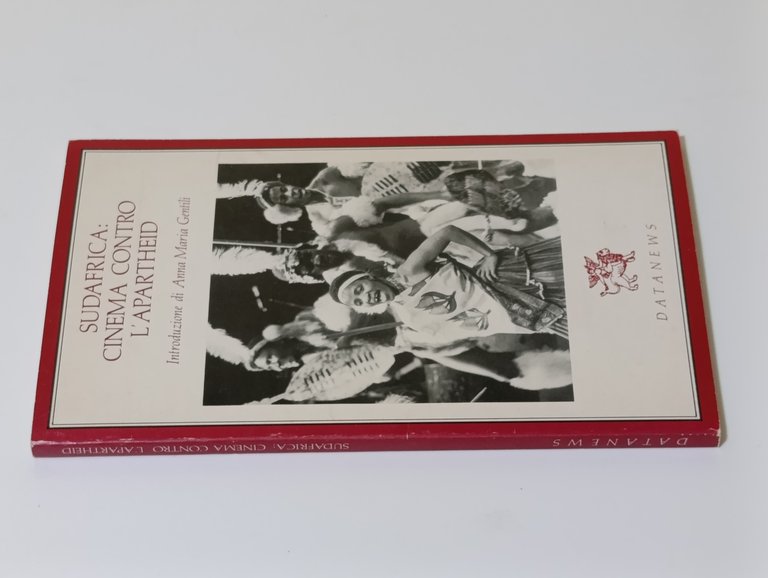 SUDAFRICA:
CINEMA CONTRO
L'APARTHEID
Introduzione di Anna Maria Gentili
DATANEWS
SUDAFRICA: CINEMA CONTRO L'APARTHEID
DATANEWS